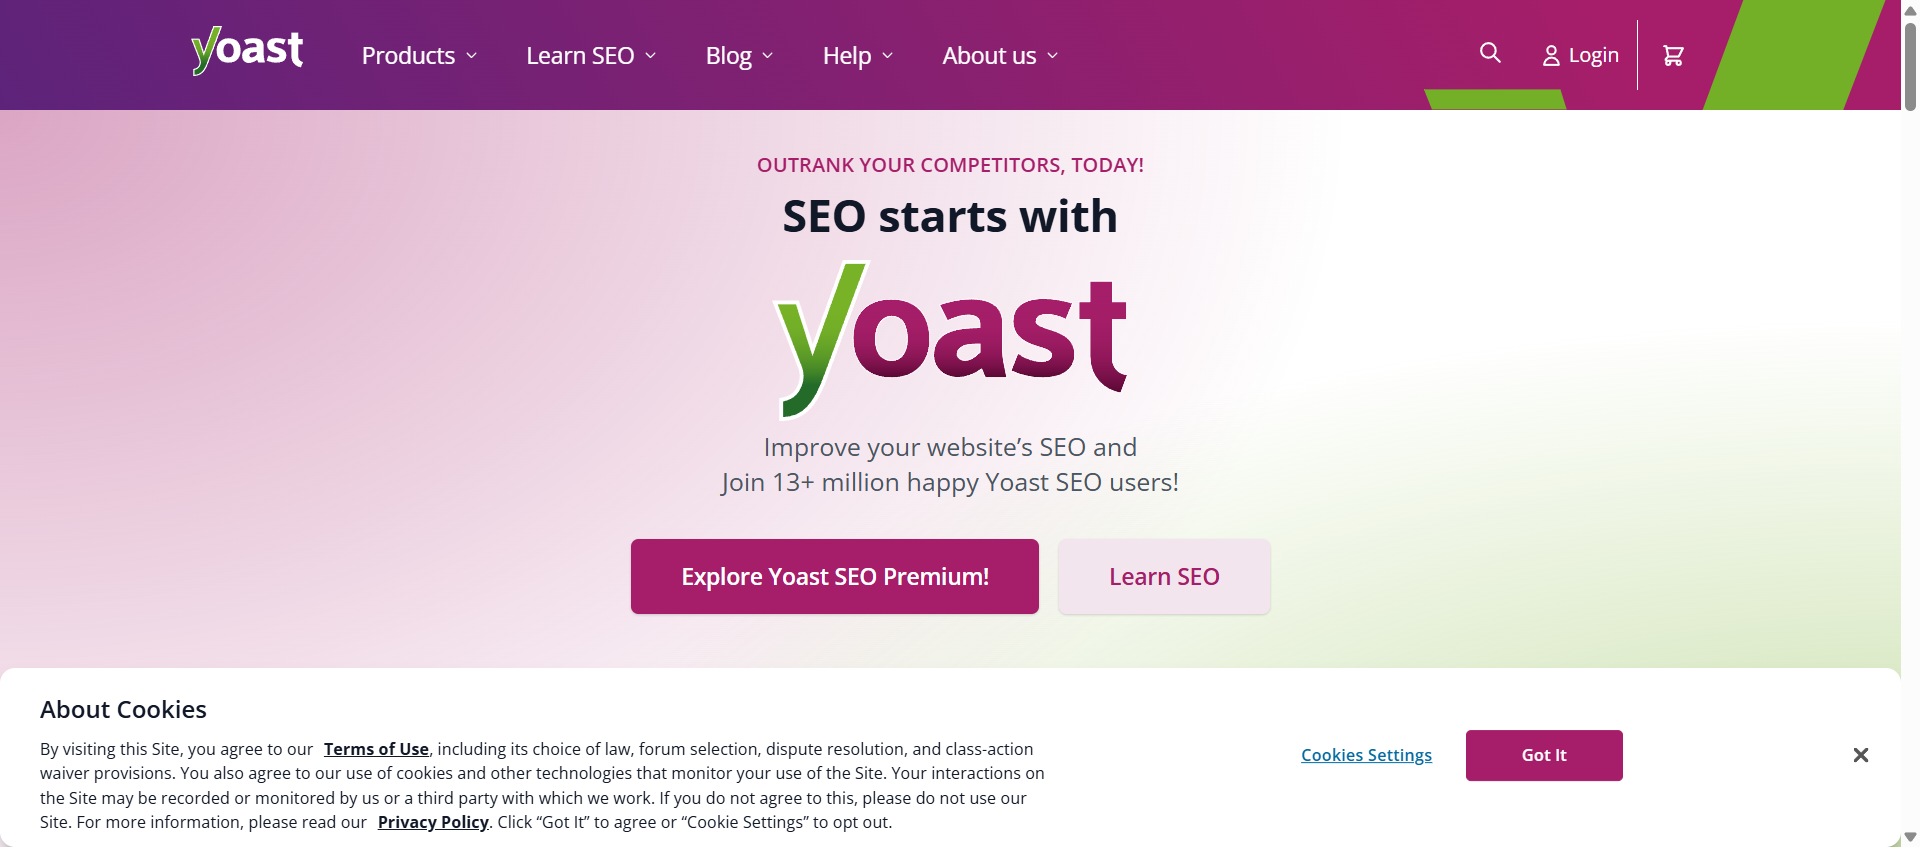 yoast
Products
Learn SEO
Blog
Help
About us
Login
OUTRANK YOUR COMPETITORS, TODAY!
SEO starts with
yoast
Improve your website’s SEO and
Join 13+ million happy Yoast SEO users!
Explore Yoast SEO Premium!
Learn SEO
About Cookies
By visiting this Site, you agree to our Terms of Use, including its choice of law, forum selection, dispute resolution, and class-action
waiver provisions. You also agree to our use of cookies and other technologies that monitor your use of the Site. Your interactions on
the Site may be recorded or monitored by us or a third party with which we work. If you do not agree to this, please do not use our
Site. For more information, please read our Privacy Policy. Click “Got It” to agree or “Cookie Settings” to opt out.
Cookies Settings
Got It